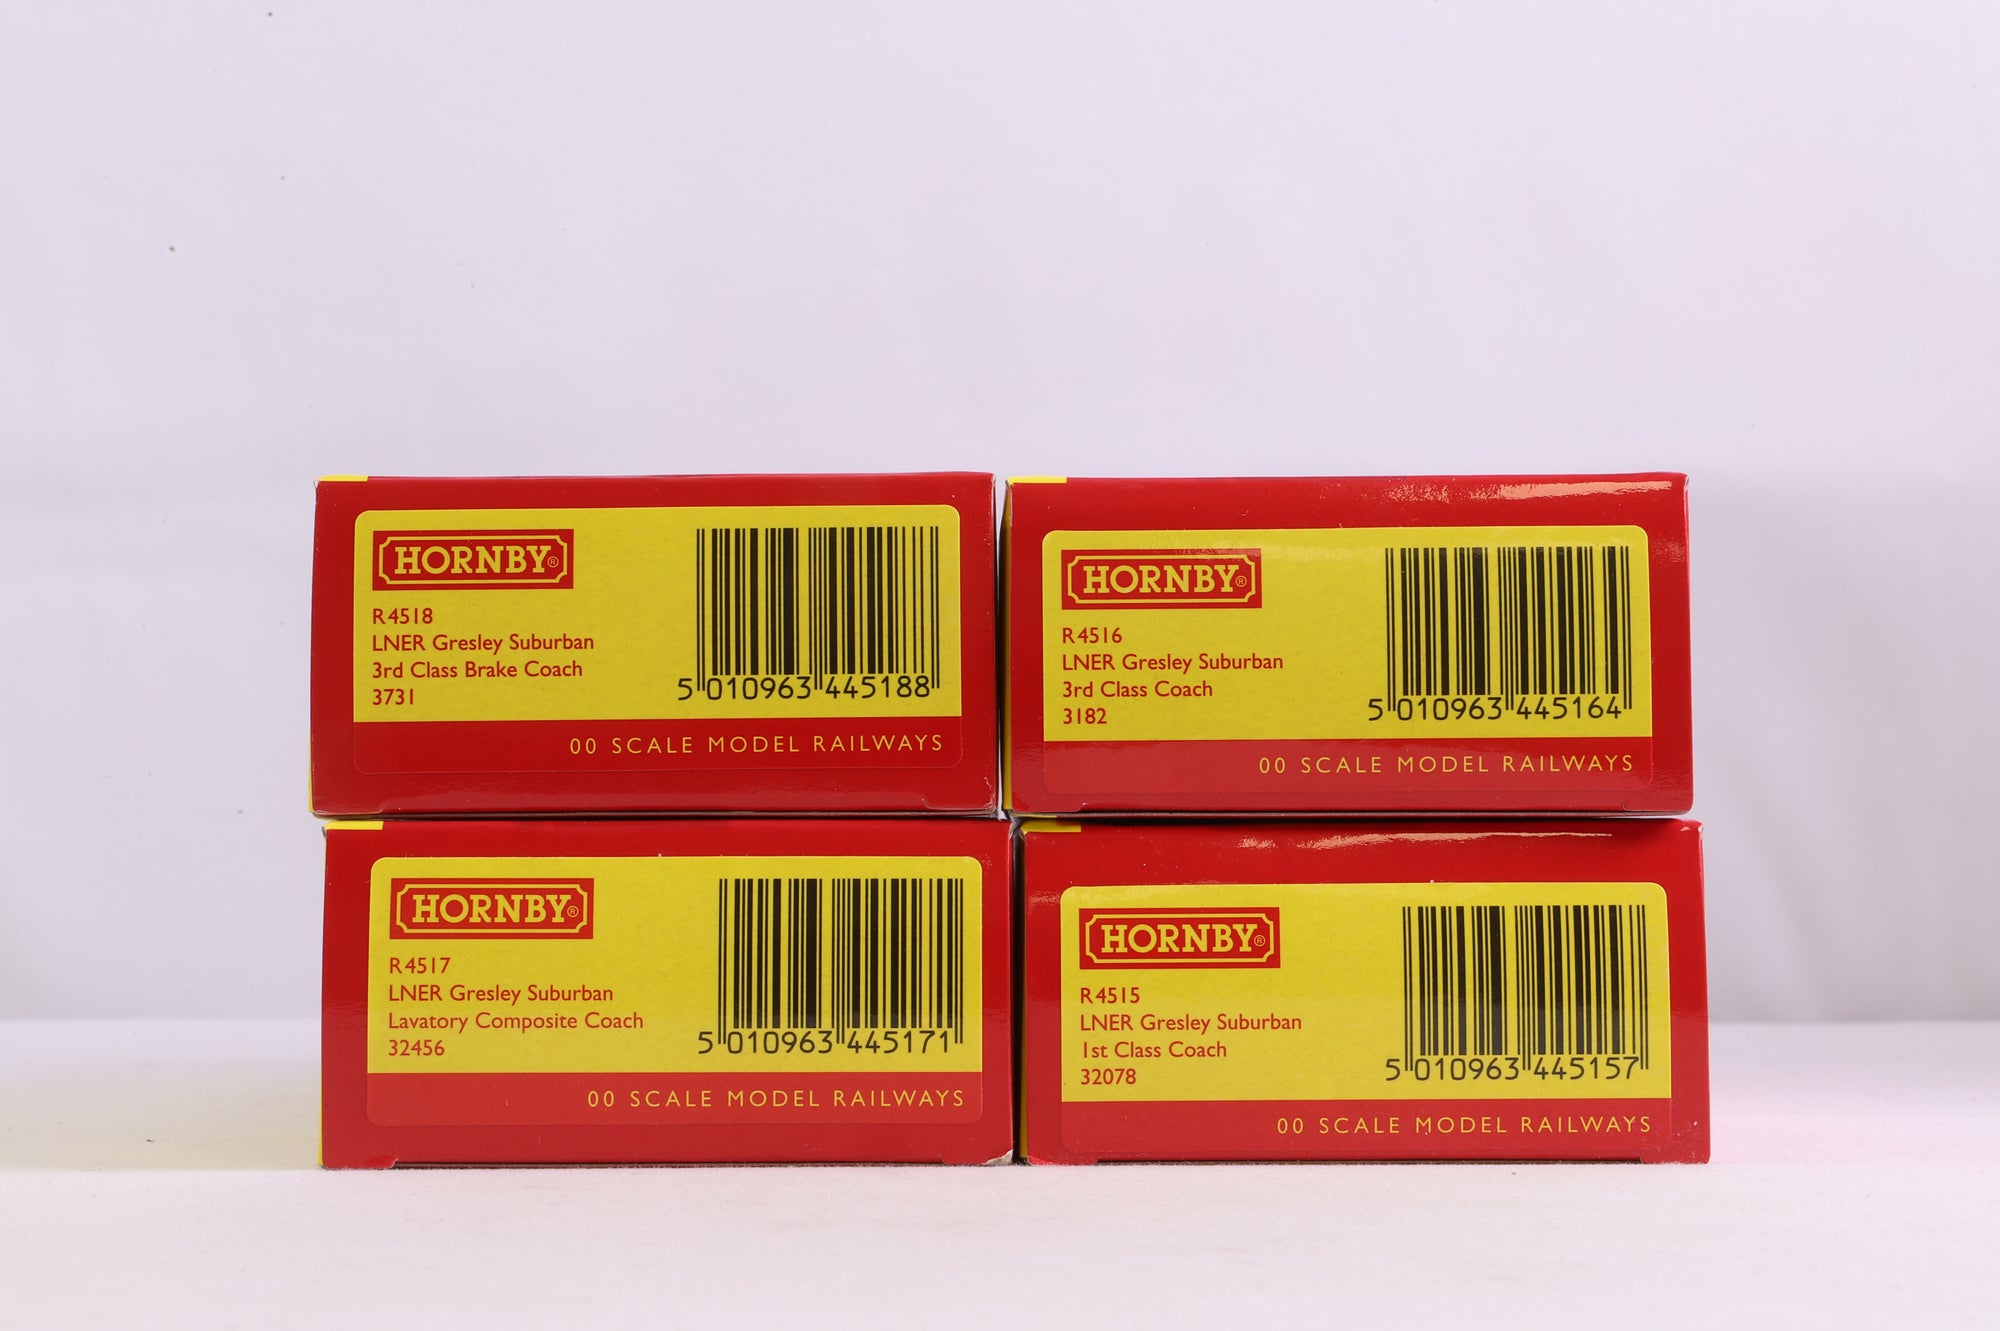 HORNBY®
R4518
LNER Gresley Suburban
3rd Class Brake Coach
3731
5 010963 445188
00 SCALE MODEL RAILWAYS
HORNBY®
R4516
LNER Gresley Suburban
3rd Class Coach
3182
5 010963 445164
00 SCALE MODEL RAILWAYS
HORNBY®
R4517
LNER Gresley Suburban
Lavatory Composite Coach
32456
5 010963 445171
00 SCALE MODEL RAILWAYS
HORNBY®
R4515
LNER Gresley Suburban
1st Class Coach
32078
5 010963 445157
00 SCALE MODEL RAILWAYS